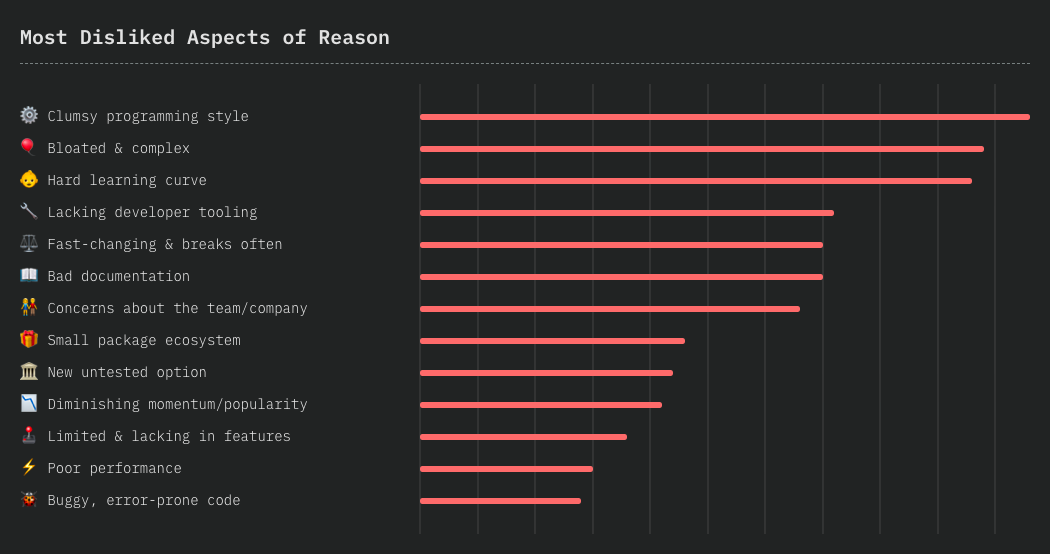 Most Disliked Aspects of Reason
Clumsy programming style
Bloated & complex
Hard learning curve
Lacking developer tooling
Fast-changing & breaks often
Bad documentation
Concerns about the team/company
Small package ecosystem
New untested option
Diminishing momentum/popularity
Limited & lacking in features
Poor performance
Buggy, error-prone code